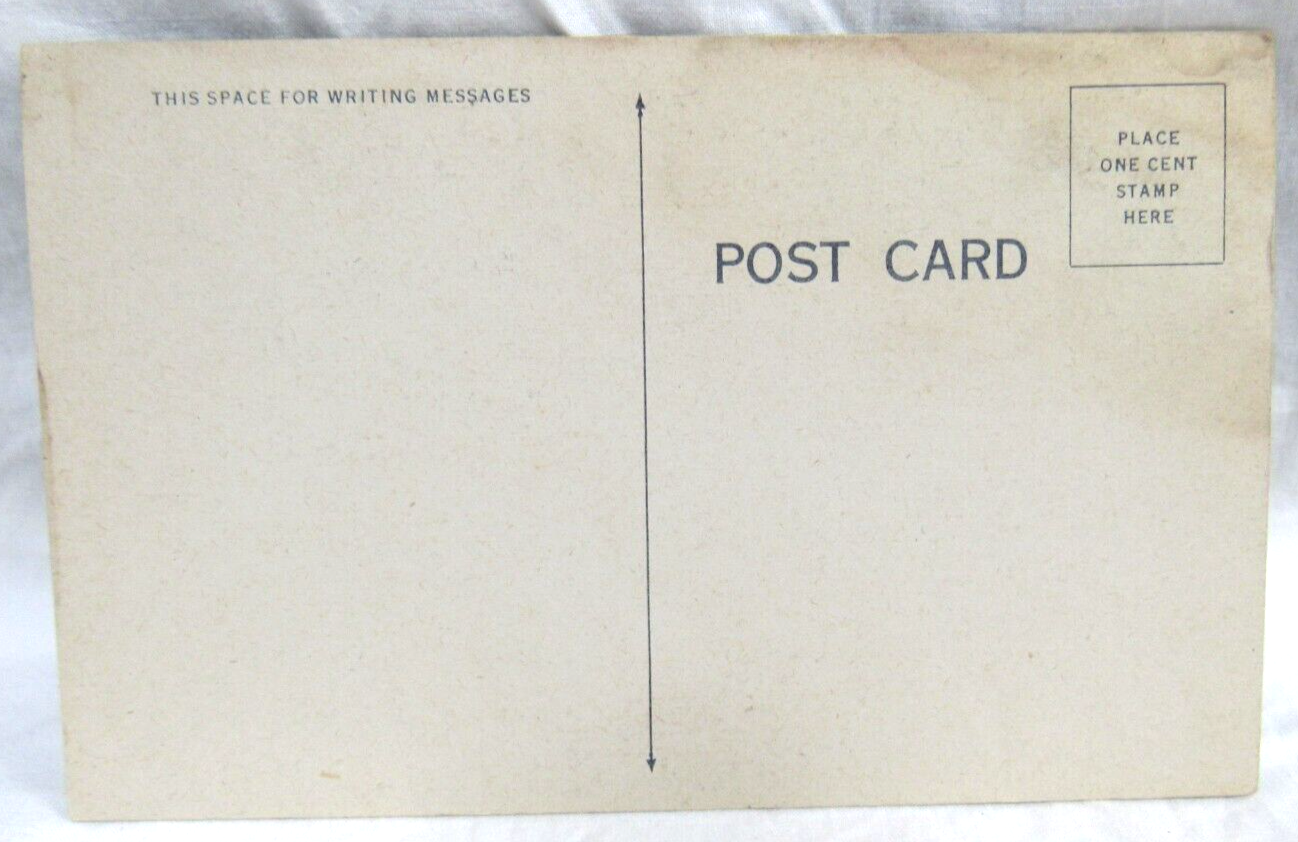 THIS SPACE FOR WRITING MESSAGES
POST CARD
PLACE
ONE CENT
STAMP
HERE